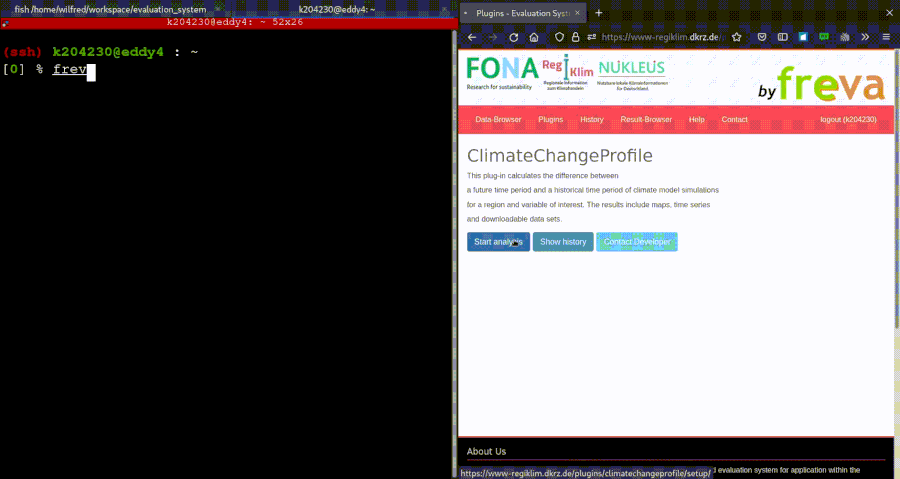 fish /home/wilfred/workspace/evaluation_system
k204230@eddy4: ~
k204230@eddy4: ~ 52x26
(ssh) k204230@eddy4 : ~
[0] % frev
Plugins - Evaluation Syst
https://www-regiklim.dkrz.de/
FONA
Research for sustainability
Regi Klim
Regionale Information
zum Klimahandeln
NUKLEUS
Nutzbare lokale Klimainformationen
für Deutschland.
by freva
Data-Browser
Plugins
History
Result-Browser
Help
Contact
logout (k204230)
ClimateChangeProfile
This plug-in calculates the difference between
a future time period and a historical time period of climate model simulations
for a region and variable of interest. The results include maps, time series
and downloadable data sets.
Start analysis
Show history
Contact Developer
About Us
https://www-regiklim.dkrz.de/plugins/climatechangeprofile/setup/
d evaluation system for application within the